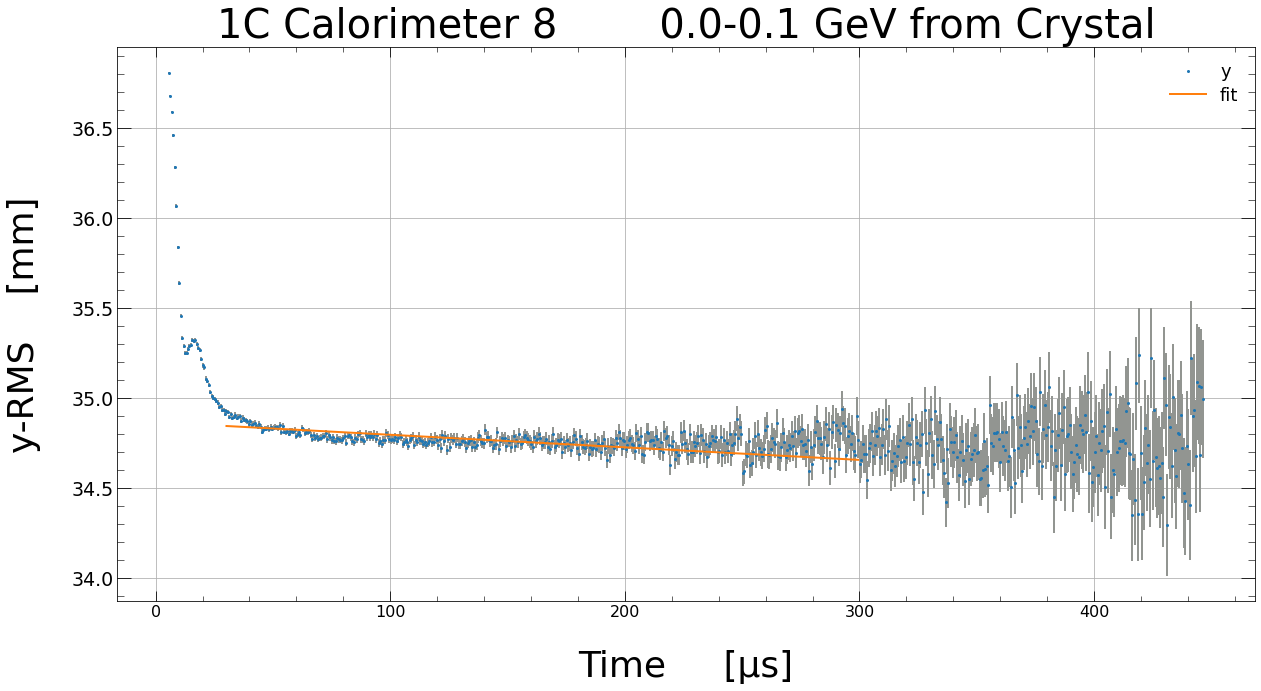 1C Calorimeter 8 0.0-0.1 GeV from Crystal
y
fit
y-RMS [mm]
36.5
36.0
35.5
35.0
34.5
34.0
0 100 200 300 400
Time [μs]